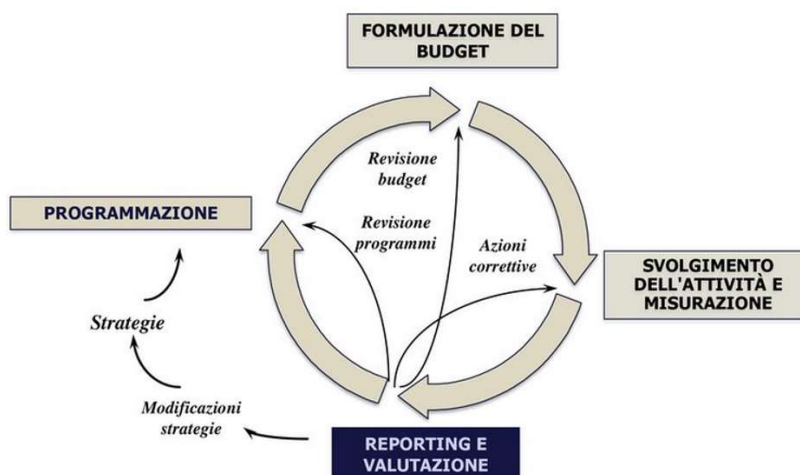 FORMULAZIONE DEL
BUDGET
Revisione
budget
PROGRAMMAZIONE
Revisione
programmi
Azioni
correttive
SVOLGIMENTO
DELL'ATTIVITÀ E
MISURAZIONE
Strategie
Modificazioni
strategie
REPORTING E
VALUTAZIONE